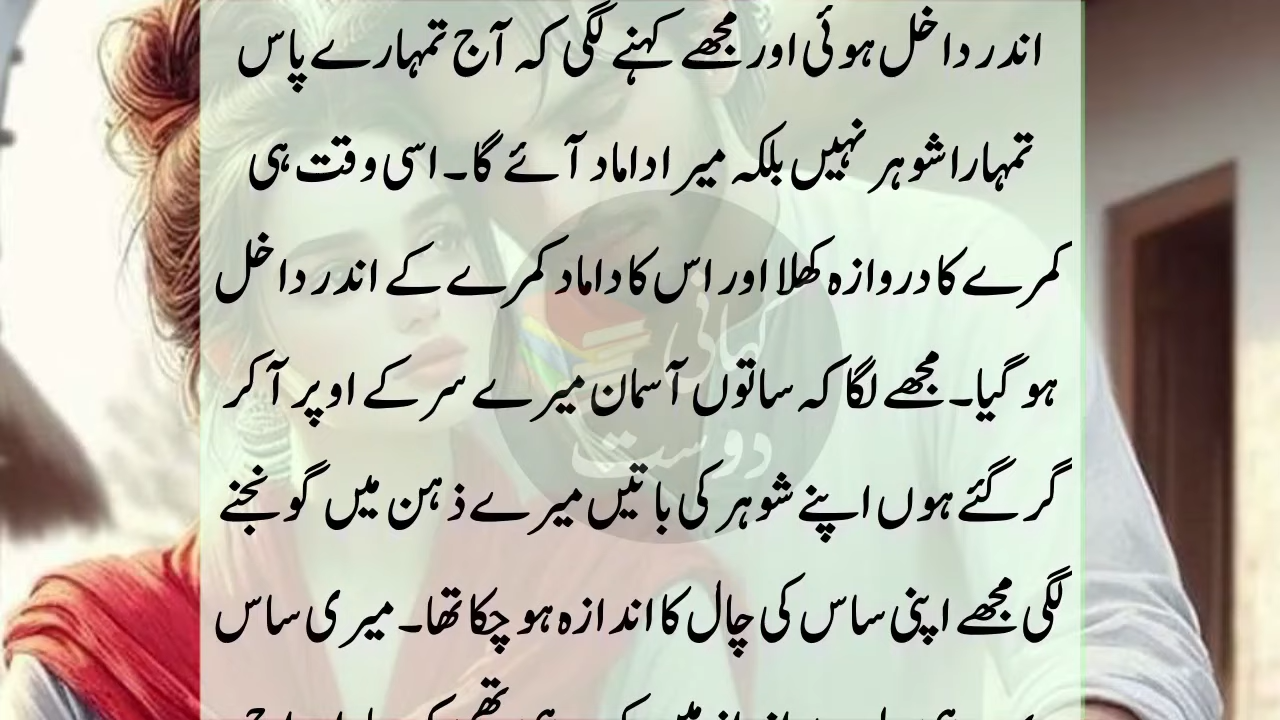 اندر داخل ہوئی اور مجھے کہنے لگی کہ آج تمہارے پاس
تمہارا شوہر نہیں بلکہ میرا داماد آئے گا۔ اسی وقت ہی
کمرے کا دروازہ کھلا اور اس کا داماد کمرے کے اندر داخل
ہو گیا۔ مجھے لگا کہ ساتوں آسمان میرے سر کے اوپر آ کر
گر گئے ہوں اپنے شوہر کی باتیں میرے ذہن میں گونجنے
لگی مجھے اپنی ساس کی چال کا اندازہ ہو چکا تھا۔ میری ساس
کہانی
دوست